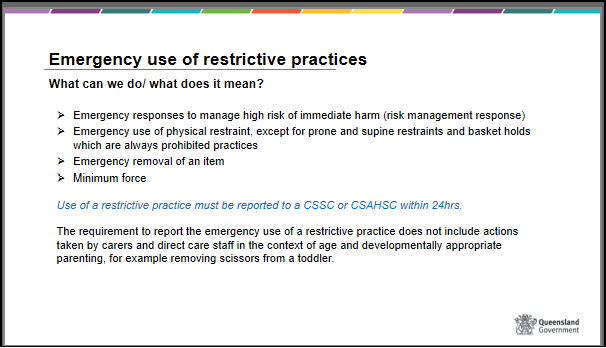 Emergency use of restrictive practices
What can we do/ what does it mean?
➢ Emergency responses to manage high risk of immediate harm (risk management response)
➢ Emergency use of physical restraint, except for prone and supine restraints and basket holds
which are always prohibited practices
➢ Emergency removal of an item
➢ Minimum force
Use of a restrictive practice must be reported to a CSSC or CSAHSC within 24hrs.
The requirement to report the emergency use of a restrictive practice does not include actions
taken by carers and direct care staff in the context of age and developmentally appropriate
parenting, for example removing scissors from a toddler.
Queensland
Government